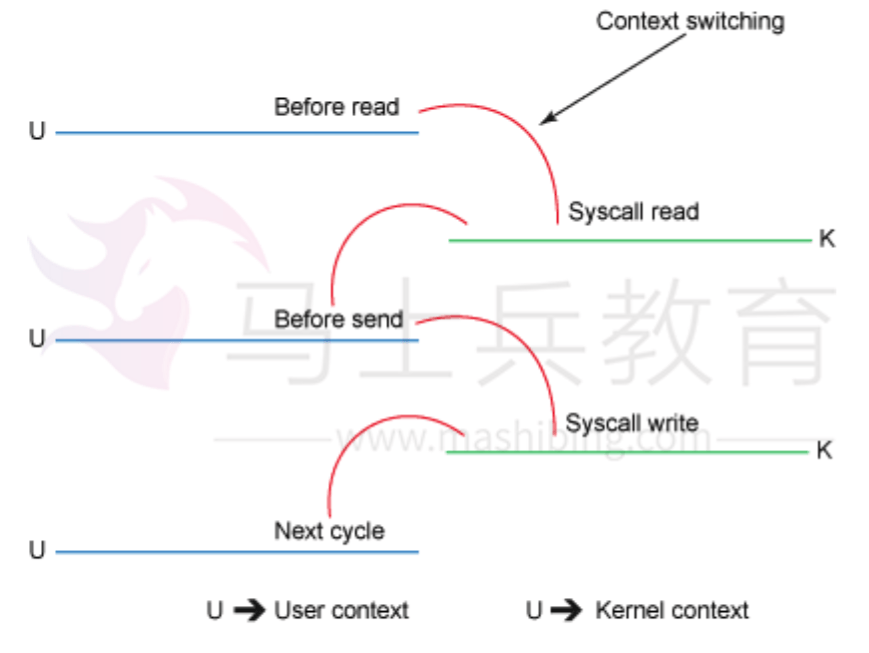 Context switching
Before read
U
Syscall read
K
马士兵教育
Before send
U
Syscall write
www.mashibing.com
K
Next cycle
U
U → User context
U → Kernel context